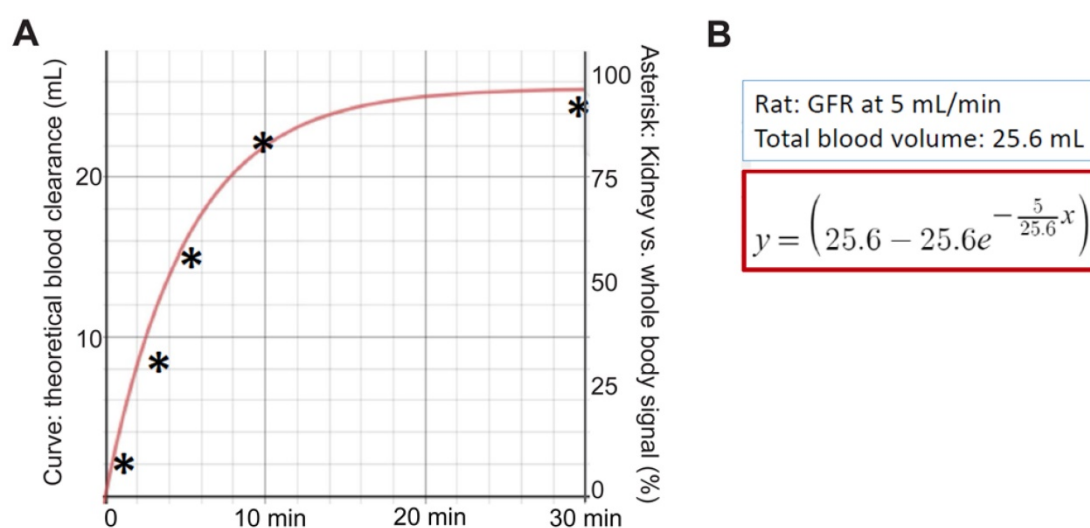 A
Curve: theoretical blood clearance (mL)
20
10
0
10 min
20 min
30 min
100
75
50
25
0
Asterisk: Kidney vs. whole body signal (%)
B
Rat: GFR at 5 mL/min
Total blood volume: 25.6 mL
y = (25.6 – 25.6e^{-\frac{5}{25.6}x})